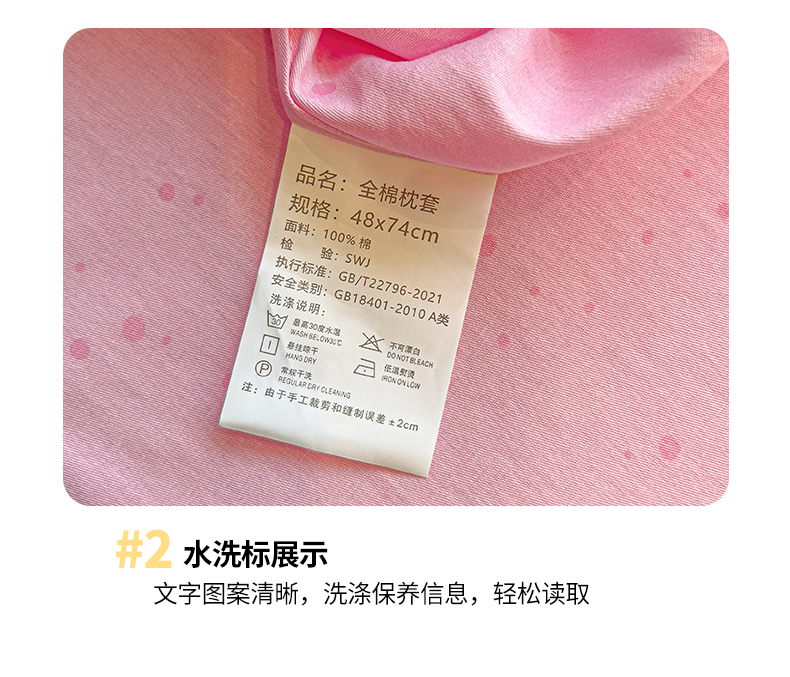 品名：全棉枕套
规格：48x74cm
面料：100% 棉
检 验：SWJ
执行标准：GB/T22796-2021
安全类别：GB18401-2010 A类
洗涤说明：
30 最高30度水温 不可漂白
WASH BELOW30℃ DO NOT BLEACH
悬挂晾干 低温熨烫
HANG DRY IRON ON LOW
P 常规干洗
REGULAR DRY CLEANING
注：由于手工裁剪和缝制误差±2cm
#2 水洗标展示
文字图案清晰，洗涤保养信息，轻松读取